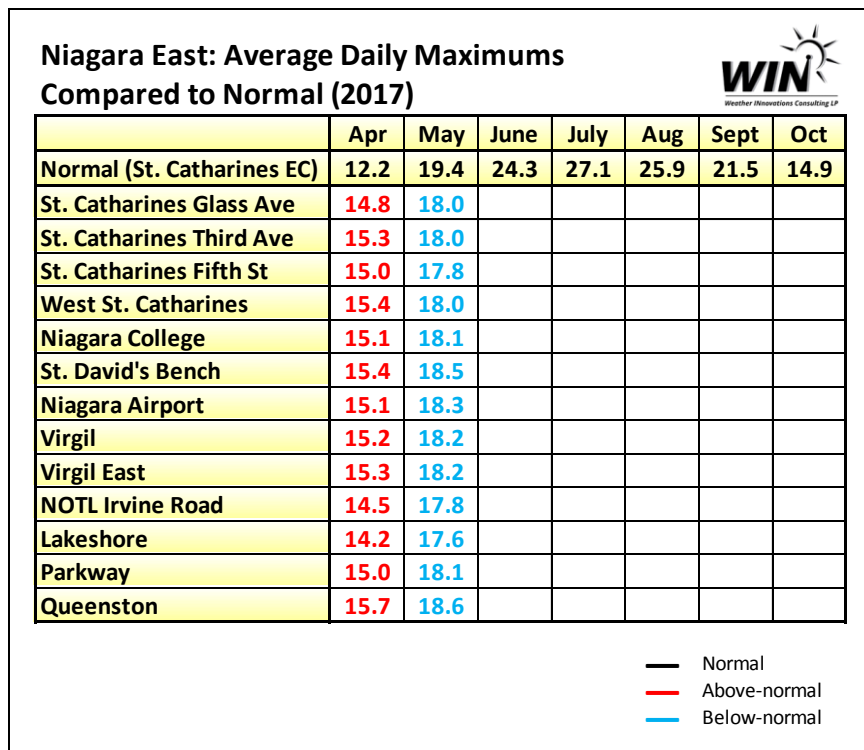 Niagara East: Average Daily Maximums
Compared to Normal (2017)
WIN
Weather INnovations Consulting LP
Apr May June July Aug Sept Oct
Normal (St. Catharines EC) 12.2 19.4 24.3 27.1 25.9 21.5 14.9
St. Catharines Glass Ave 14.8 18.0
St. Catharines Third Ave 15.3 18.0
St. Catharines Fifth St 15.0 17.8
West St. Catharines 15.4 18.0
Niagara College 15.1 18.1
St. David's Bench 15.4 18.5
Niagara Airport 15.1 18.3
Virgil 15.2 18.2
Virgil East 15.3 18.2
NOTL Irvine Road 14.5 17.8
Lakeshore 14.2 17.6
Parkway 15.0 18.1
Queenston 15.7 18.6
Normal
Above-normal
Below-normal